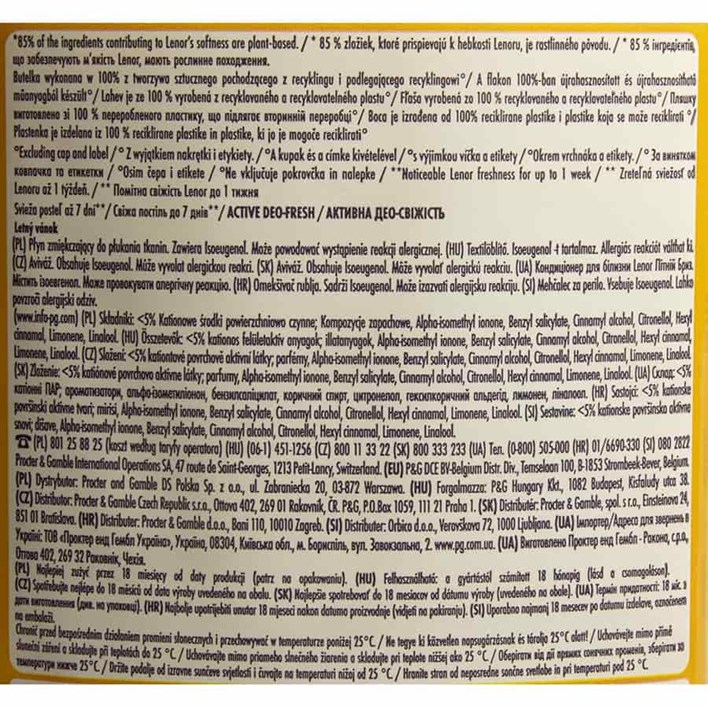 *85% of the ingredients contributing to Lenor's softness are plant-based. / * 85 % zložiek, ktoré prispievajú k hebkosti Lenoru, je rastlinného pôvodu. / * 85 % інгредієнтів,
що забезпечують м'якість Lenor, мають рослинне походження.
Butelka wykonana w 100% z tworzywa sztucznego pochodzącego z recyklingu i podlegającego recyklingowi°/ A flakon 100%-ban újrahasznosított és újrahasznosítható
műanyagból készült°/ Lahev je ze 100 % vyrobená z recyklovaného a recyklovatelného plastu°/ Fľaša vyrobená zo 100 % recyklovaného a recyklovateľného plastu°/ Пляшку
виготовлено зі 100 % переробленого пластику, що підлягає вторинній переробці°/ Boca je izrađena od 100% reciklirane plastike i plastike koja se može reciklirati °/
Plastenka je izdelana iz 100 % reciklirane plastike in plastike, ki jo je mogoče reciklirati°
°Excluding cap and label / ° Z wyjątkiem nakrętki i etykiety. / °A kupak és a címke kivételével / °s výjimkou víčka a etikety / °Okrem vrchnáka a etikety. / ° За винятком
ковпачка та етикетки / °Osim čepa i etikete / °Ne vključuje pokrovčka in nalepke / **Noticeable Lenor freshness for up to 1 week / ** Zreteľná sviežosť od
Lenoru až 1 týždeň. / ** Помітна свіжість Lenor до 1 тижня
Svieža posteľ až 7 dní**/ Свіжа постіль до 7 днів**/ ACTIVE DEO-FRESH / АКТИВНА ДЕО-СВІЖІСТЬ
Letný vánok
(PL) Płyn zmiękczający do płukania tkanin. Zawiera Isoeugenol. Może powodować wystąpienie reakcji alergicznej. (HU) Textilöblítő. Isoeugenol -t tartalmaz. Allergiás reakciót válthat ki.
(CZ) Aviváž. Obsahuje Isoeugenol. Může vyvolat alergickou reakci. (SK) Aviváž. Obsahuje Isoeugenol. Môže vyvolať alergickú reakciu. (UA) Кондиціонер для білизни Lenor Літній Бриз.
Містить ізоевгенол. Може провокувати алергічну реакцію. (HR) Omekšivač rublja. Sadrži Isoeugenol. Može izazvati alergijsku reakciju. (SI) Mehčalec za perilo. Vsebuje Isoeugenol. Lahko
povzroči alergijski odziv.
(www.info-pg.com) (PL) Składniki: <5% Kationowe środki powierzchniowo czynne; Kompozycje zapachowe, Alpha-isomethyl ionone, Benzyl salicylate, Cinnamyl alcohol, Citronellol, Hexyl
cinnamal, Limonene, Linalool. (HU) Összetevők: <5% kationos felületaktív anyagok; illatanyagok, Alpha-isomethyl ionone, Benzyl salicylate, Cinnamyl alcohol, Citronellol, Hexyl cinnamal,
Limonene, Linalool. (CZ) Složení: <5% kationtové povrchově aktivní látky; parfémy, Alpha-isomethyl ionone, Benzyl salicylate, Cinnamyl alcohol, Citronellol, Hexyl cinnamal, Limonene, Linalool.
(SK) Zloženie: <5% katiónové povrchovo aktívne látky; parfumy, Alpha-isomethyl ionone, Benzyl salicylate, Cinnamyl alcohol, Citronellol, Hexyl cinnamal, Limonene, Linalool. (UA) Склад: <5%
катіонні ПАР; ароматизатори, альфа-ізометиліонон, бензилсаліцилат, коричний спирт, цитронелол, гексилкоричний альдегід, лимонен, ліналоол. (HR) Sastojci: <5% kationske
površinski aktivne tvari; mirisi, Alpha-isomethyl ionone, Benzyl salicylate, Cinnamyl alcohol, Citronellol, Hexyl cinnamal, Limonene, Linalool. (SI) Sestavine: <5% kationske površinsko aktivne
snovi; dišave, Alpha-isomethyl ionone, Benzyl salicylate, Cinnamyl alcohol, Citronellol, Hexyl cinnamal, Limonene, Linalool.
☎(PL) 801 25 88 25 (koszt według taryfy operatora) (HU) (06-1) 451-1256 (CZ) 800 11 33 22 (SK) 800 333 233 (UA) Тел. (0-800) 505-000 (HR) 01/6690-330 (SI) 080 2822
Procter & Gamble International Operations SA, 47 route de Saint-Georges, 1213 Petit-Lancy, Switzerland. (EU) P&G DCE BV-Belgium Distr. Div., Temselaan 100, B-1853 Strombeek-Bever, Belgium.
(PL) Dystrybutor: Procter and Gamble DS Polska Sp. z o.o., ul. Zabraniecka 20, 03-872 Warszawa. (HU) Forgalmazza: P&G Hungary Kkt., 1082 Budapest, Kisfaludy utca 38.
(CZ) Distributor: Procter & Gamble Czech Republic s.r.o., Ottova 402, 269 01 Rakovník, ČR. P&G, P.O.Box 1059, 111 21 Praha 1. (SK) Distribútor: Procter & Gamble, spol. s r.o., Einsteinova 24,
851 01 Bratislava. (HR) Distributer: Procter & Gamble d.o.o., Bani 110, 10010 Zagreb. (SI) Distributer: Orbico d.o.o., Verovškova 72, 1000 Ljubljana. (UA) Імпортер/Адреса для звернень в
Україні: ТОВ «Проктер енд Гембл Україна», Україна, 08304, Київська обл., м. Бориспіль, вул. Завокзальна, 2. www.pg.com.ua. (UA) Виготовлено Проктер енд Гембл - Ракона, с.р.о.,
Оттова 402, 269 32 Раковнік, Чехія.
(PL) Najlepiej zużyć przez 18 miesięcy od daty produkcji (patrz na opakowaniu). (HU) Felhasználható: a gyártástól számított 18 hónapig (lásd a csomagoláson).
(CZ) Spotřebujte nejlépe do 18 měsíců od data výroby uvedeného na obalu. (SK) Najlepšie spotrebovať do 18 mesiacov od dátumu výroby (uvedeného na obale). (UA) Термін придатності: 18 міс. з
дати виготовлення (див. на упаковці). (HR) Najbolje upotrijebiti unutar 18 mjeseci nakon datuma proizvodnje (vidjeti na pakiranju). (SI) Uporabno najmanj 18 mesecev po datumu izdelave, označenem
na embalaži.
Chronić przed bezpośrednim działaniem promieni słonecznych i przechowywać w temperaturze poniżej 25°C. / Ne tegye ki közvetlen napsugárzásnak és tárolja 25°C alatt! / Uchovávejte mimo přímé
sluneční záření a skladujte při teplotách do 25 °C. / Uchovávajte mimo priameho slnečného žiarenia a skladujte pri teplote nižšej ako 25 °C. / Оберігати від дії прямих сонячних променів, зберігати за
температури нижче 25°C / Držite podalje od izravne sunčeve svjetlosti i čuvajte na temperaturi nižoj od 25 °C. / Hranite stran od neposredne sončne svetlobe in pri temperaturi pod 25 °C.